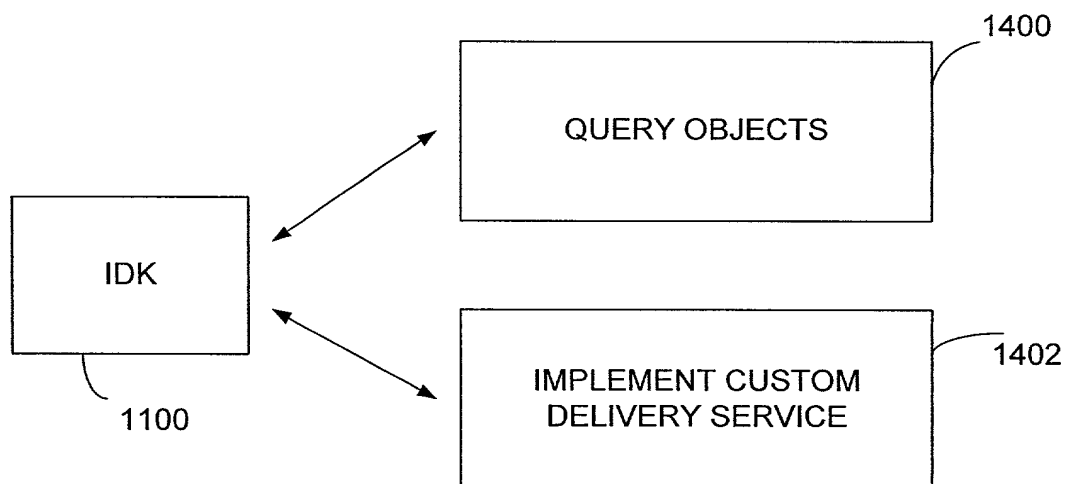 1400
QUERY OBJECTS
IDK
1100
1402
IMPLEMENT CUSTOM
DELIVERY SERVICE